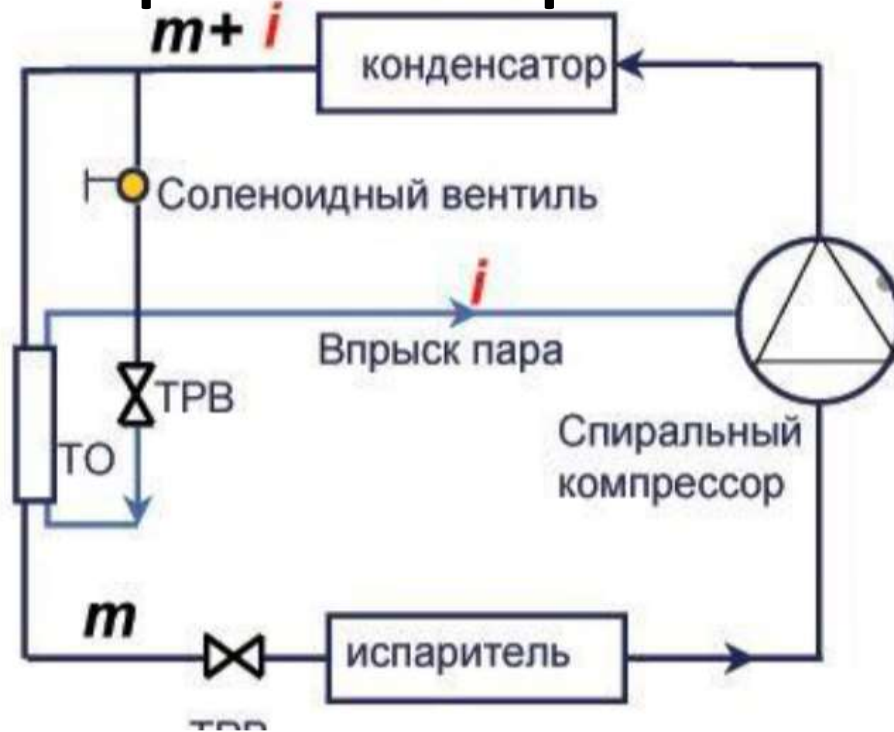 m+ i
конденсатор
Соленоидный вентиль
i
Впрыск пара
ТРВ
ТО
Спиральный
компрессор
m
испаритель